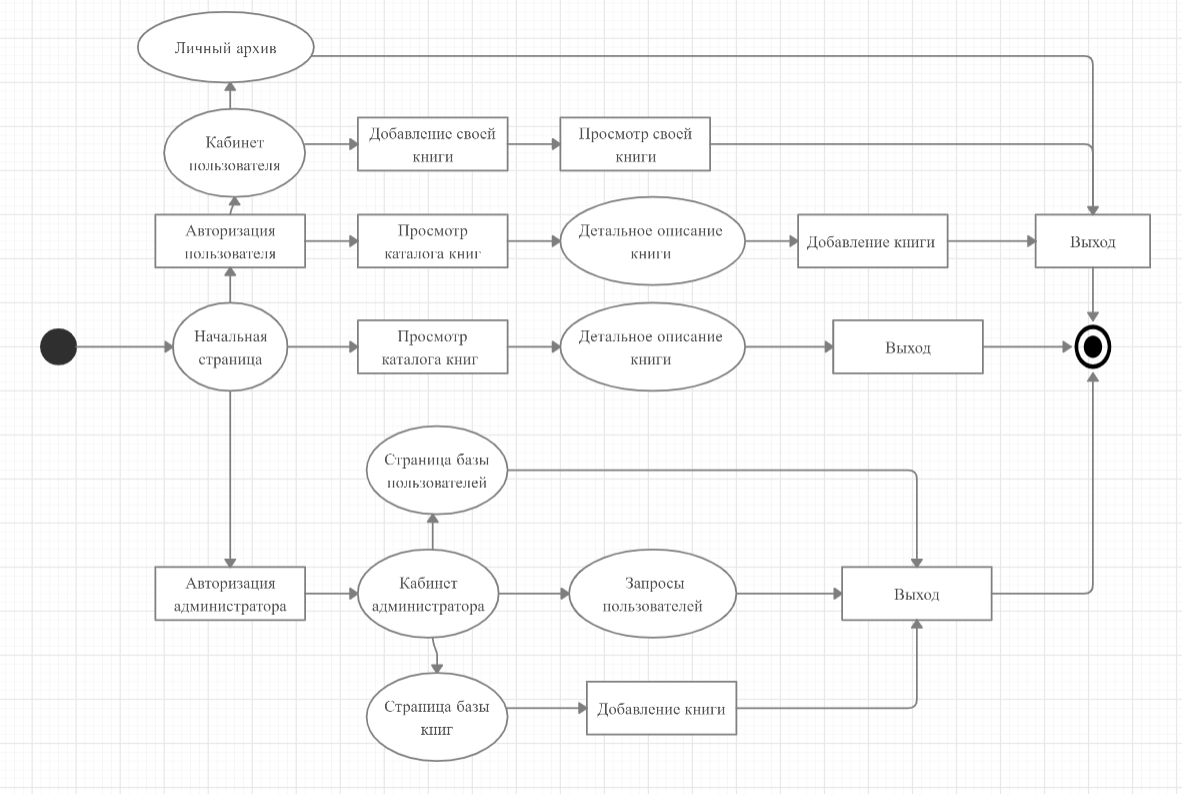 Личный архив
Кабинет
пользователя
Добавление своей
книги
Просмотр своей
книги
Авторизация
пользователя
Просмотр
каталога книг
Детальное описание
книги
Добавление книги
Выход
Начальная
страница
Просмотр
каталога книг
Детальное описание
книги
Выход
Страница базы
пользователей
Авторизация
администратора
Кабинет
администратора
Запросы
пользователей
Выход
Страница базы
книг
Добавление книги